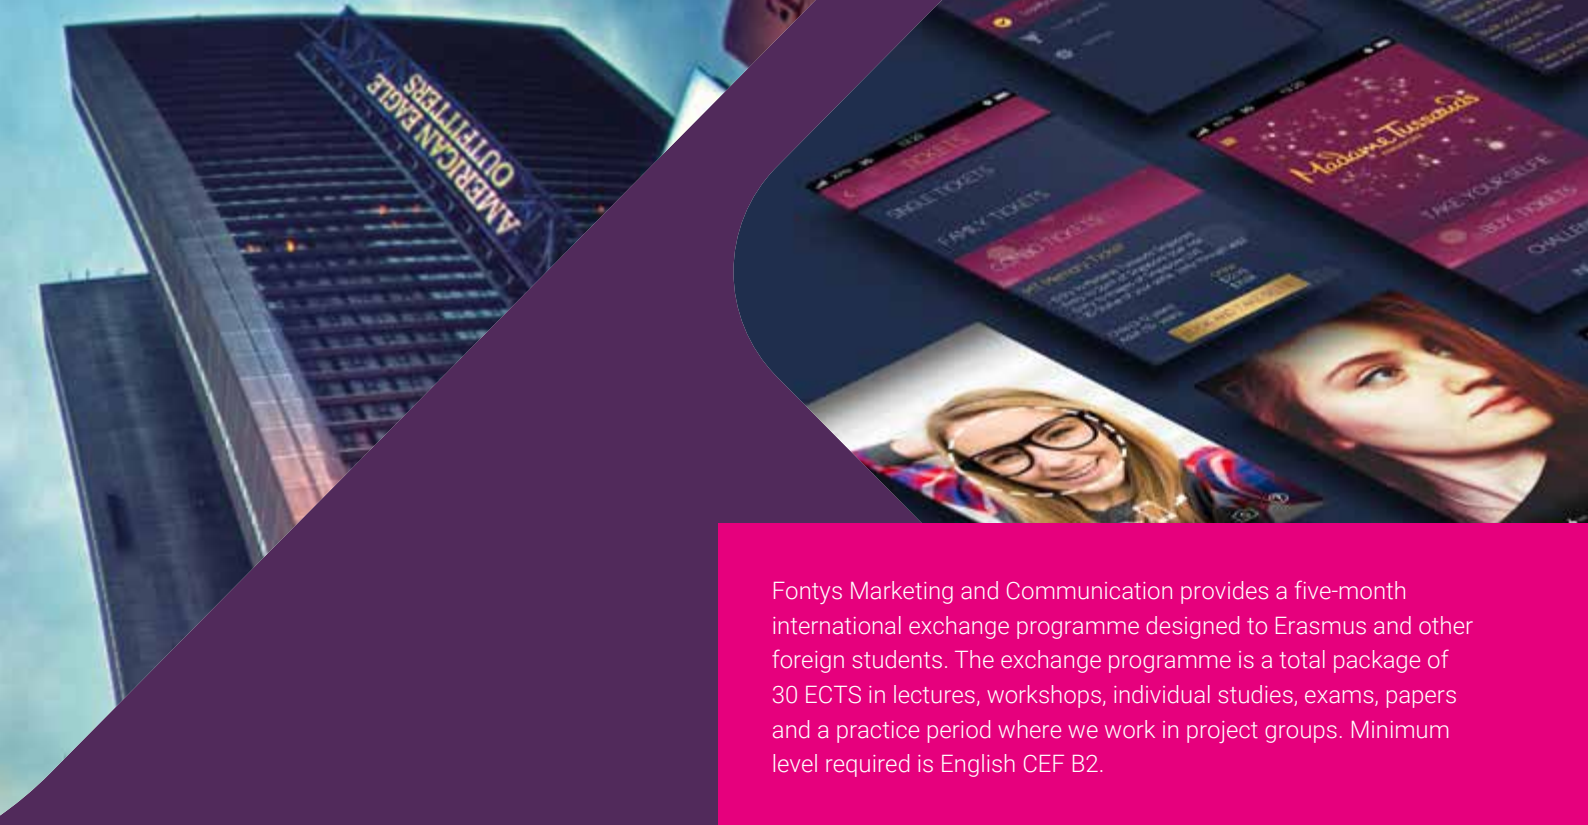 AMERICAN EAGLE
OUTFITTERS
TICKETS
SINGLE TICKETS
FAMILY TICKETS
COMBO TICKETS
Madame Tussauds
TAKE YOUR SELFIE
BUY TICKETS
Fontys Marketing and Communication provides a five-month
international exchange programme designed to Erasmus and other
foreign students. The exchange programme is a total package of
30 ECTS in lectures, workshops, individual studies, exams, papers
and a practice period where we work in project groups. Minimum
level required is English CEF B2.